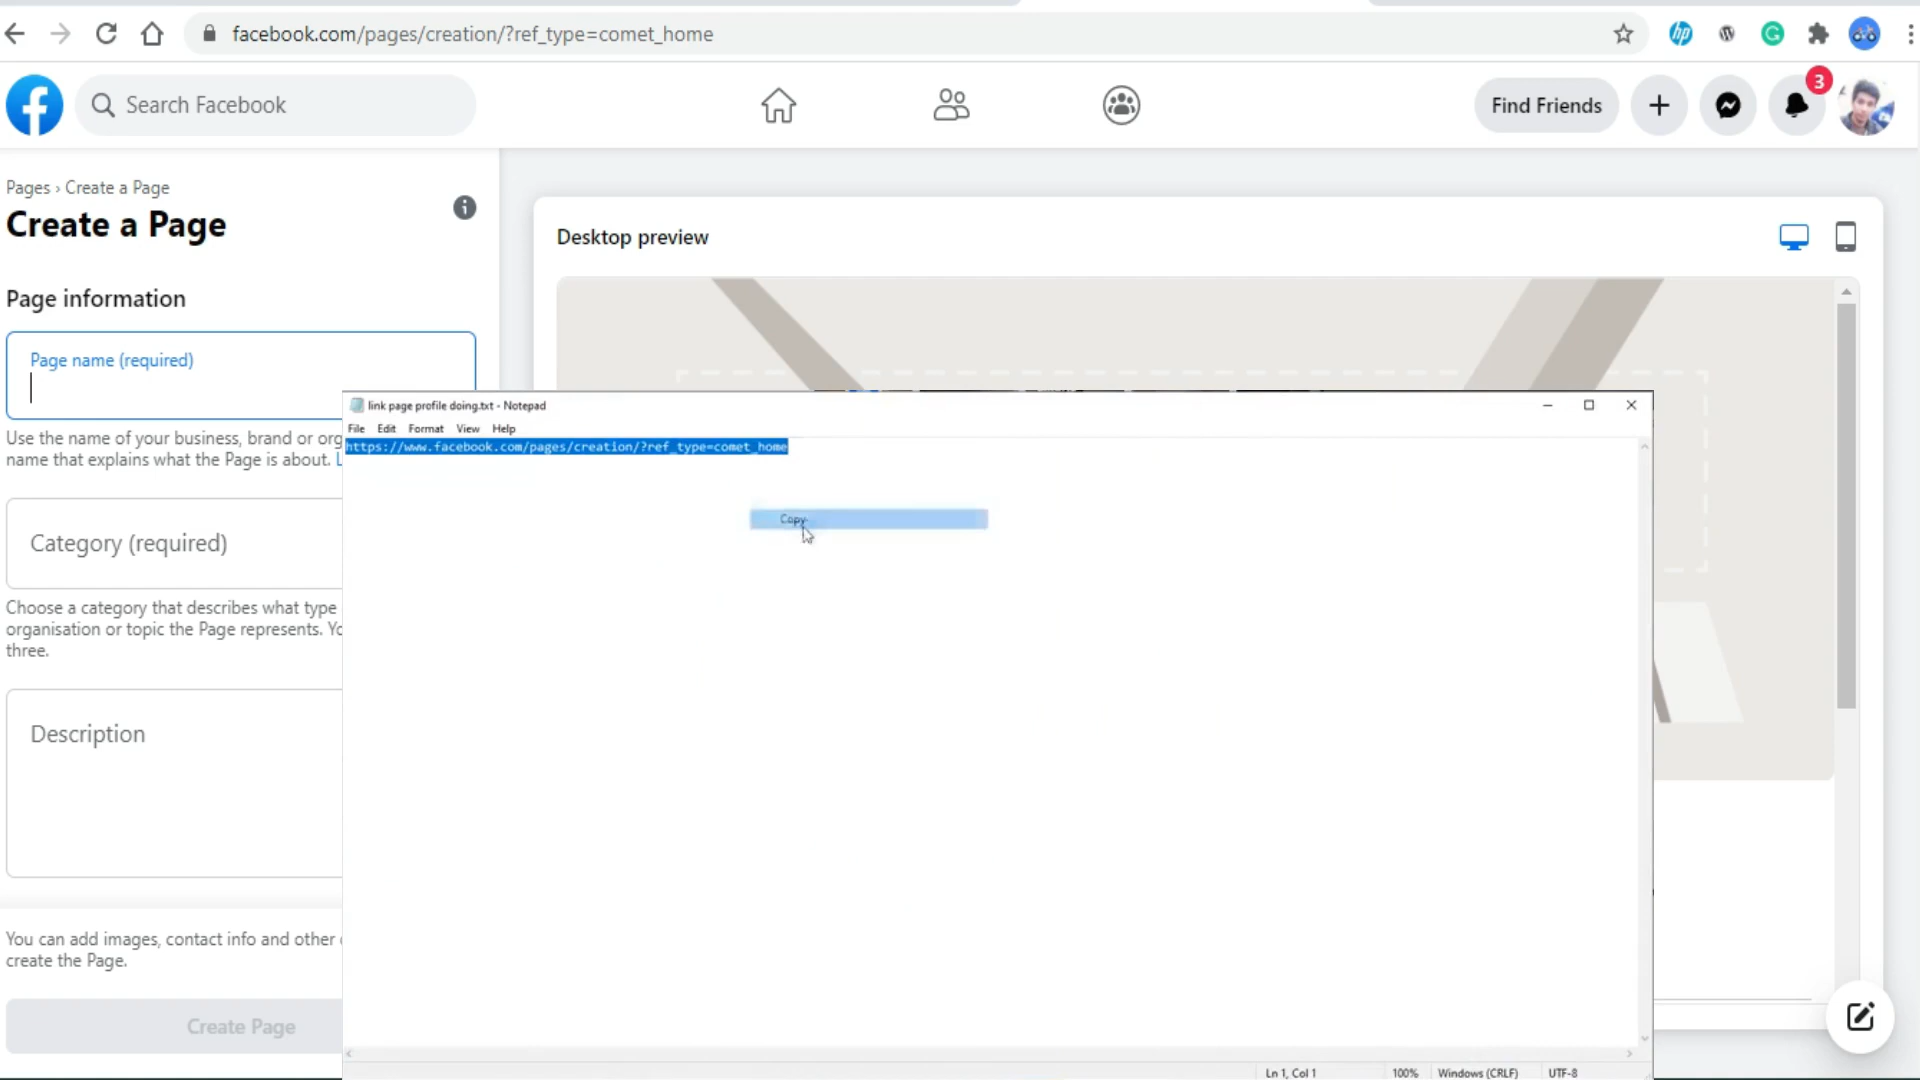 facebook.com/pages/creation/?ref_type=comet_home
Search Facebook
Find Friends
3
Pages › Create a Page
Create a Page
Desktop preview
Page information
Page name (required)
Use the name of your business, brand or org
name that explains what the Page is about.
Category (required)
Choose a category that describes what type
organisation or topic the Page represents. Yo
three.
Description
You can add images, contact info and other
create the Page.
Create Page
link page profile doing.txt - Notepad
File Edit Format View Help
https://www.facebook.com/pages/creation/?ref_type=comet_home
Copy
Ln 1, Col 1 100% Windows (CRLF) UTF-8